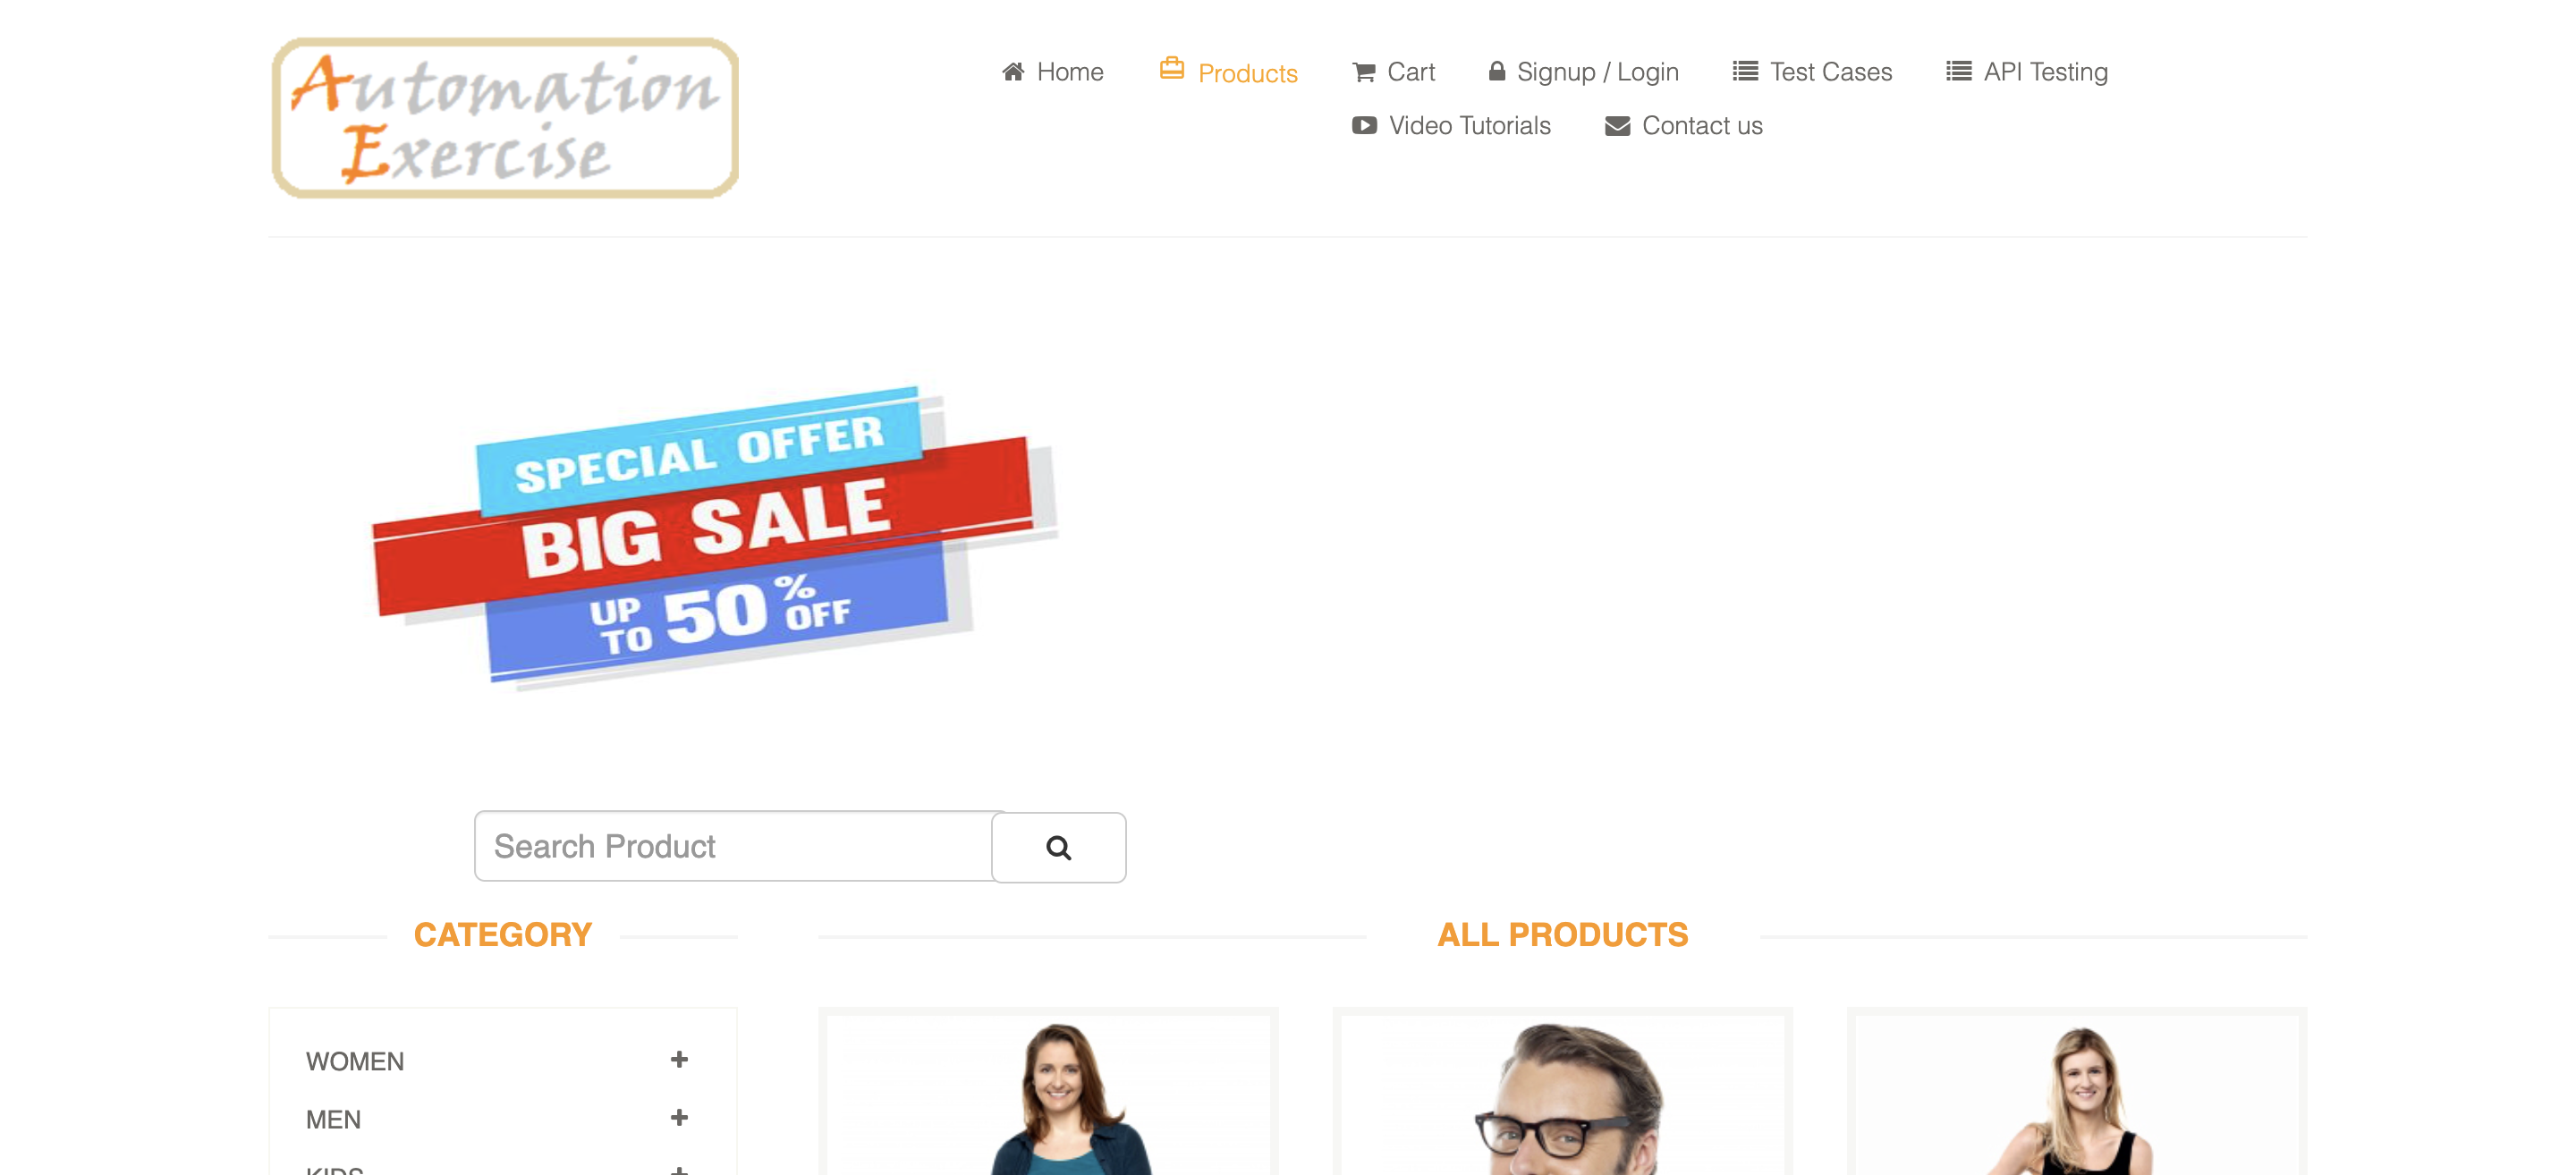 Automation
Exercise
Home
Products
Cart
Signup / Login
Test Cases
API Testing
Video Tutorials
Contact us
SPECIAL OFFER
BIG SALE
UP TO 50% OFF
Search Product
CATEGORY
ALL PRODUCTS
WOMEN
MEN
KIDS